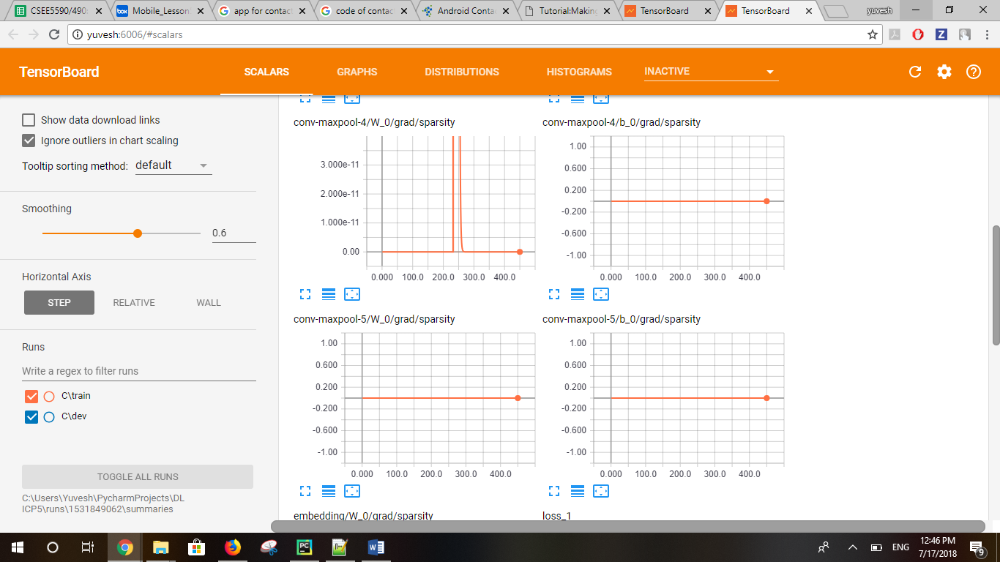 CSEE5590/490
Mobile_Lesson
app for contact
code of contac
Android Conta
Tutorial:Making
TensorBoard
TensorBoard
yuvesh
yuvesh:6006/#scalars
TensorBoard
SCALARS
GRAPHS
DISTRIBUTIONS
HISTOGRAMS
INACTIVE
Show data download links
Ignore outliers in chart scaling
Tooltip sorting method: default
Smoothing
0.6
Horizontal Axis
STEP RELATIVE WALL
Runs
Write a regex to filter runs
C\train
C\dev
TOGGLE ALL RUNS
C:\Users\Yuvesh\PycharmProjects\DL
ICP5\runs\1531849062\summaries
conv-maxpool-4/W_0/grad/sparsity
3.000e-11
2.000e-11
1.000e-11
0.00
0.000 100.0 200.0 300.0 400.0
conv-maxpool-4/b_0/grad/sparsity
1.00
0.600
0.200
-0.200
-0.600
-1.00
0.000 100.0 200.0 300.0 400.0
conv-maxpool-5/W_0/grad/sparsity
1.00
0.600
0.200
-0.200
-0.600
-1.00
0.000 100.0 200.0 300.0 400.0
conv-maxpool-5/b_0/grad/sparsity
1.00
0.600
0.200
-0.200
-0.600
-1.00
0.000 100.0 200.0 300.0 400.0
embedding/W_0/grad/sparsity
loss_1
ENG
12:46 PM
7/17/2018
9